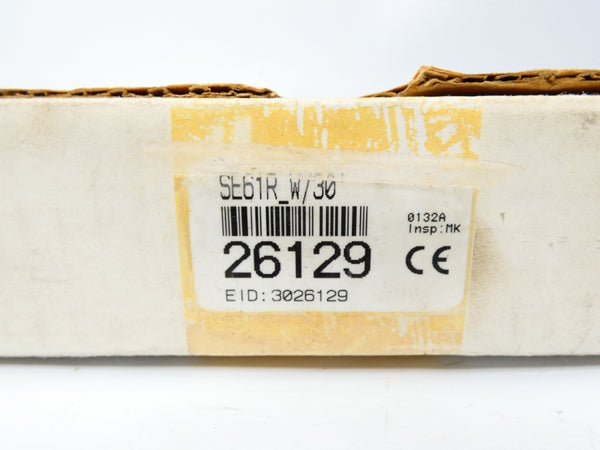 SE61R_W/30
0132A
Insp:MK
26129
CE
EID:3026129